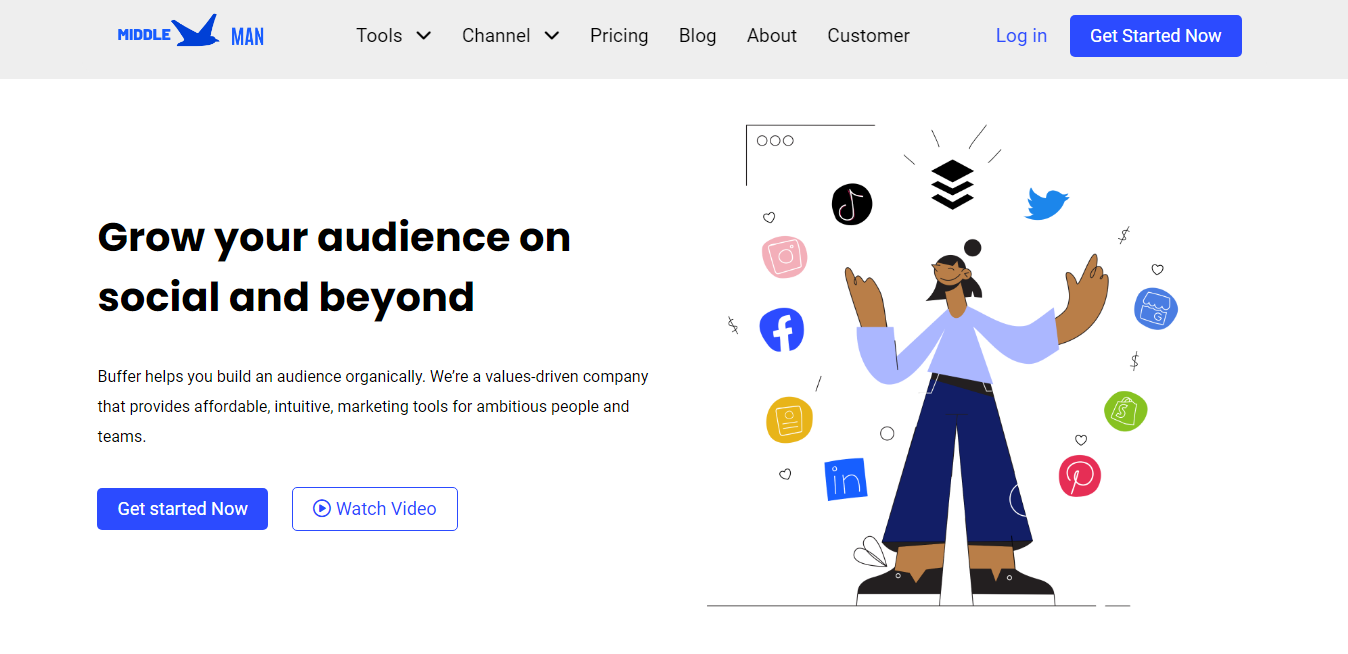 MIDDLE MAN
Tools
Channel
Pricing
Blog
About
Customer
Log in
Get Started Now
Grow your audience on
social and beyond
Buffer helps you build an audience organically. We’re a values-driven company
that provides affordable, intuitive, marketing tools for ambitious people and
teams.
Get started Now
Watch Video
$
$
$
G
S
in